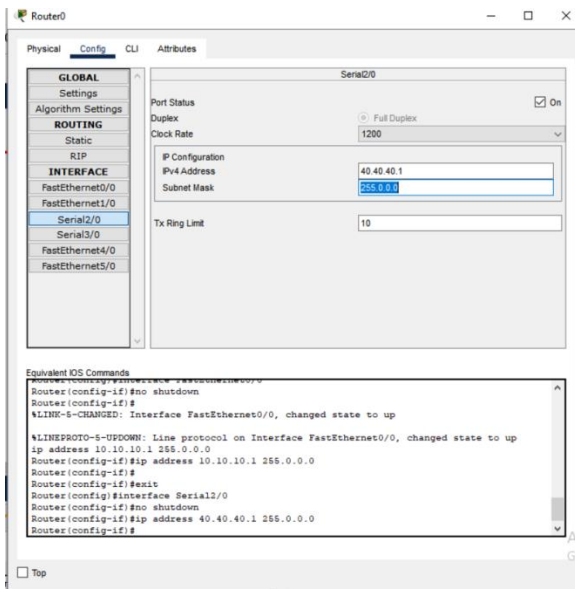 Router0
Physical Config CLI Attributes
GLOBAL
Settings
Algorithm Settings
ROUTING
Static
RIP
INTERFACE
FastEthernet0/0
FastEthernet1/0
Serial2/0
Serial3/0
FastEthernet4/0
FastEthernet5/0
Serial2/0
Port Status On
Duplex Full Duplex
Clock Rate 1200
IP Configuration
IPv4 Address 40.40.40.1
Subnet Mask 255.0.0.0
Tx Ring Limit 10
Equivalent IOS Commands
Router(config)#interface FastEthernet0/0
Router(config-if)#no shutdown
Router(config-if)#
%LINK-5-CHANGED: Interface FastEthernet0/0, changed state to up
%LINEPROTO-5-UPDOWN: Line protocol on Interface FastEthernet0/0, changed state to up
ip address 10.10.10.1 255.0.0.0
Router(config-if)#ip address 10.10.10.1 255.0.0.0
Router(config-if)#
Router(config-if)#exit
Router(config)#interface Serial2/0
Router(config-if)#no shutdown
Router(config-if)#ip address 40.40.40.1 255.0.0.0
Router(config-if)#
Top